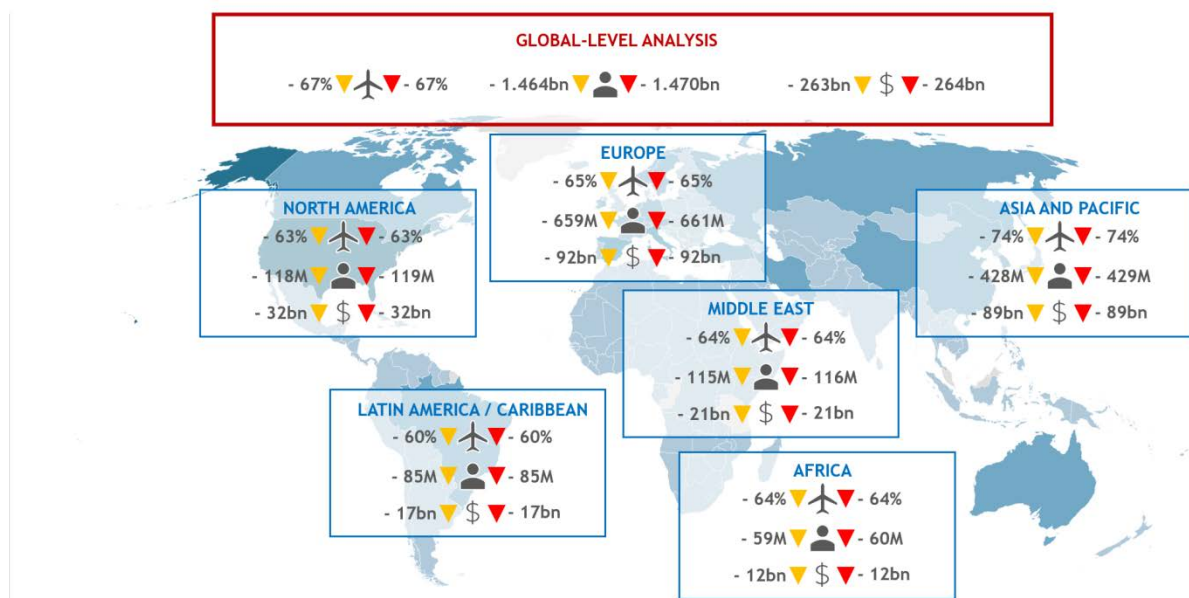 GLOBAL-LEVEL ANALYSIS
- 67% - 67% - 1.464bn - 1.470bn - 263bn $ - 264bn
EUROPE
- 65% - 65%
- 659M - 661M
- 92bn $ - 92bn
NORTH AMERICA
- 63% - 63%
- 118M - 119M
- 32bn $ - 32bn
ASIA AND PACIFIC
- 74% - 74%
- 428M - 429M
- 89bn $ - 89bn
MIDDLE EAST
- 64% - 64%
- 115M - 116M
- 21bn $ - 21bn
LATIN AMERICA / CARIBBEAN
- 60% - 60%
- 85M - 85M
- 17bn $ - 17bn
AFRICA
- 64% - 64%
- 59M - 60M
- 12bn $ - 12bn